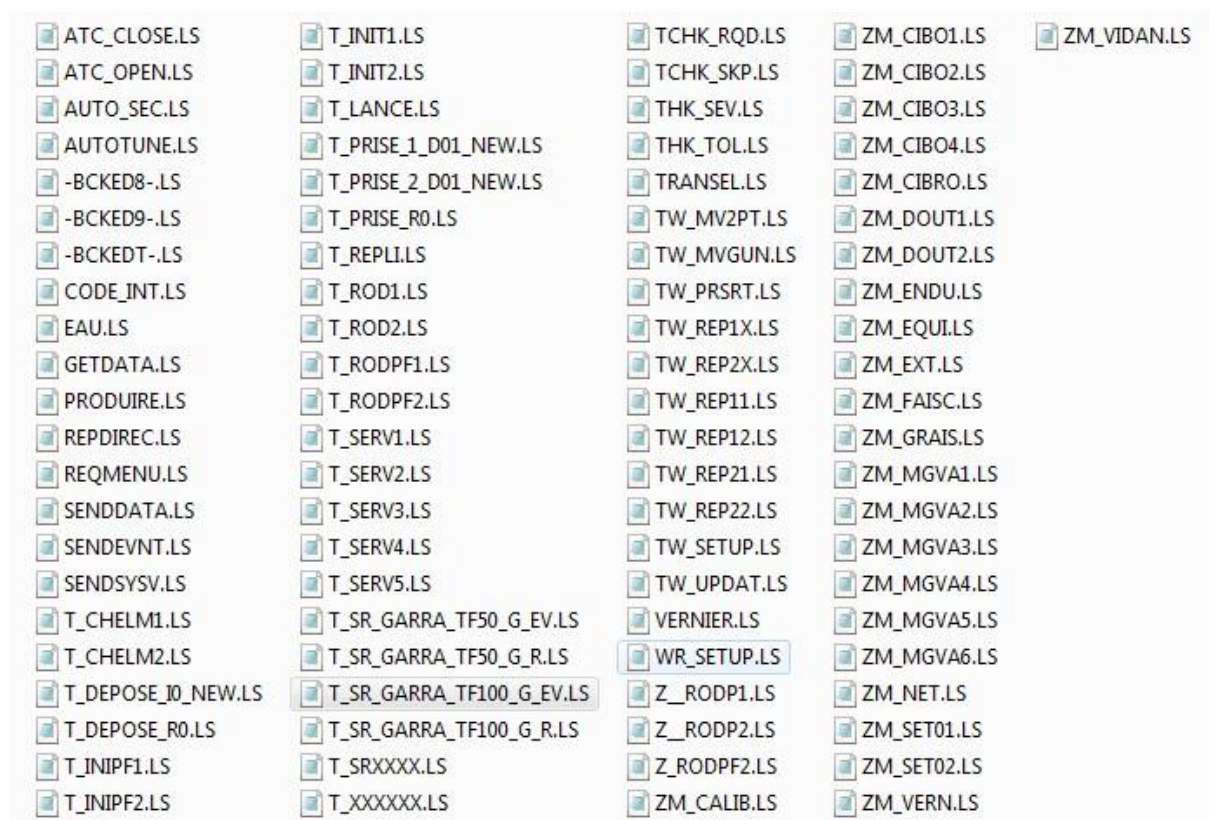 ATC_CLOSE.LS
ATC_OPEN.LS
AUTO_SEC.LS
AUTOTUNE.LS
-BCKED8-.LS
-BCKED9-.LS
-BCKEDT-.LS
CODE_INT.LS
EAU.LS
GETDATA.LS
PRODUIRE.LS
REPDIREC.LS
REQMENU.LS
SENDDATA.LS
SENDEVNT.LS
SENDSYSV.LS
T_CHELM1.LS
T_CHELM2.LS
T_DEPOSE_I0_NEW.LS
T_DEPOSE_R0.LS
T_INIPF1.LS
T_INIPF2.LS
T_INIT1.LS
T_INIT2.LS
T_LANCE.LS
T_PRISE_1_D01_NEW.LS
T_PRISE_2_D01_NEW.LS
T_PRISE_R0.LS
T_REPLI.LS
T_ROD1.LS
T_ROD2.LS
T_RODPF1.LS
T_RODPF2.LS
T_SERV1.LS
T_SERV2.LS
T_SERV3.LS
T_SERV4.LS
T_SERV5.LS
T_SR_GARRA_TF50_G_EV.LS
T_SR_GARRA_TF50_G_R.LS
T_SR_GARRA_TF100_G_EV.LS
T_SR_GARRA_TF100_G_R.LS
T_SRXXXX.LS
T_XXXXXX.LS
TCHK_RQD.LS
TCHK_SKP.LS
THK_SEV.LS
THK_TOL.LS
TRANSEL.LS
TW_MV2PT.LS
TW_MVGUN.LS
TW_PRSRT.LS
TW_REP1X.LS
TW_REP2X.LS
TW_REP11.LS
TW_REP12.LS
TW_REP21.LS
TW_REP22.LS
TW_SETUP.LS
TW_UPDAT.LS
VERNIER.LS
WR_SETUP.LS
Z__RODP1.LS
Z__RODP2.LS
Z_RODPF2.LS
ZM_CALIB.LS
ZM_CIBO1.LS
ZM_CIBO2.LS
ZM_CIBO3.LS
ZM_CIBO4.LS
ZM_CIBRO.LS
ZM_DOUT1.LS
ZM_DOUT2.LS
ZM_ENDU.LS
ZM_EQUI.LS
ZM_EXT.LS
ZM_FAISC.LS
ZM_GRAIS.LS
ZM_MGVA1.LS
ZM_MGVA2.LS
ZM_MGVA3.LS
ZM_MGVA4.LS
ZM_MGVA5.LS
ZM_MGVA6.LS
ZM_NET.LS
ZM_SET01.LS
ZM_SET02.LS
ZM_VERN.LS
ZM_VIDAN.LS